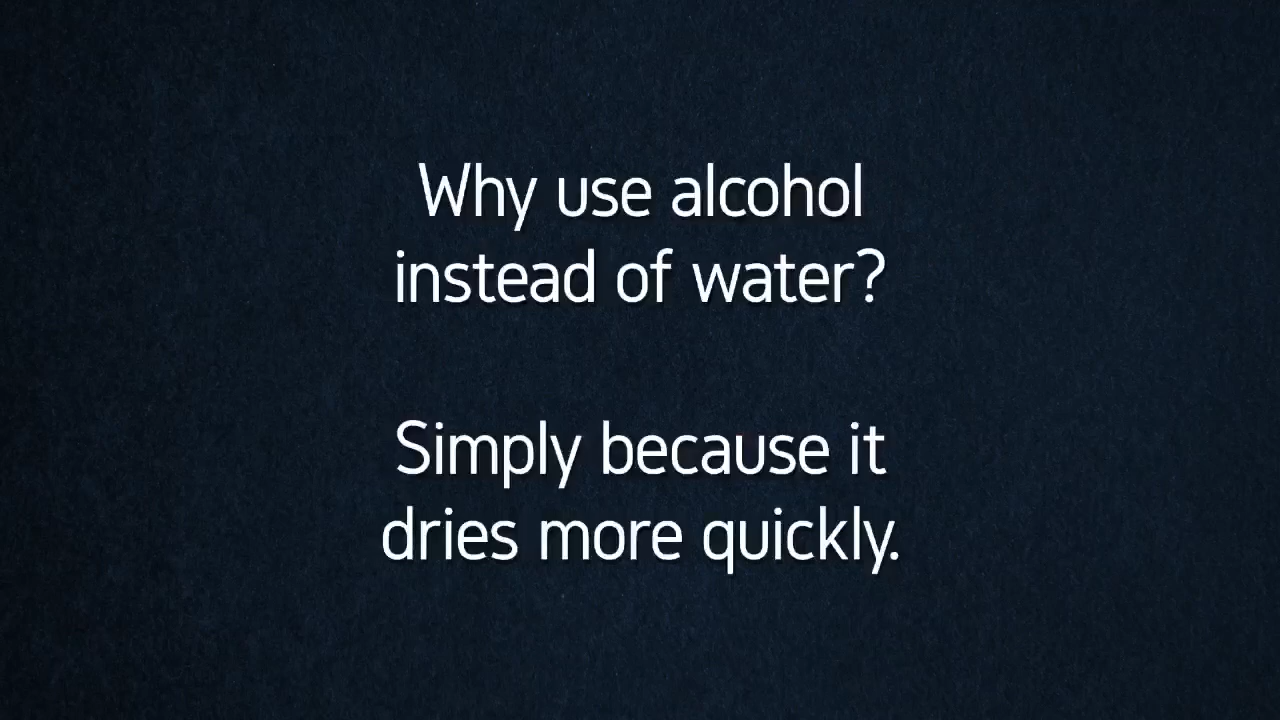 Why use alcohol
instead of water?
Simply because it
dries more quickly.